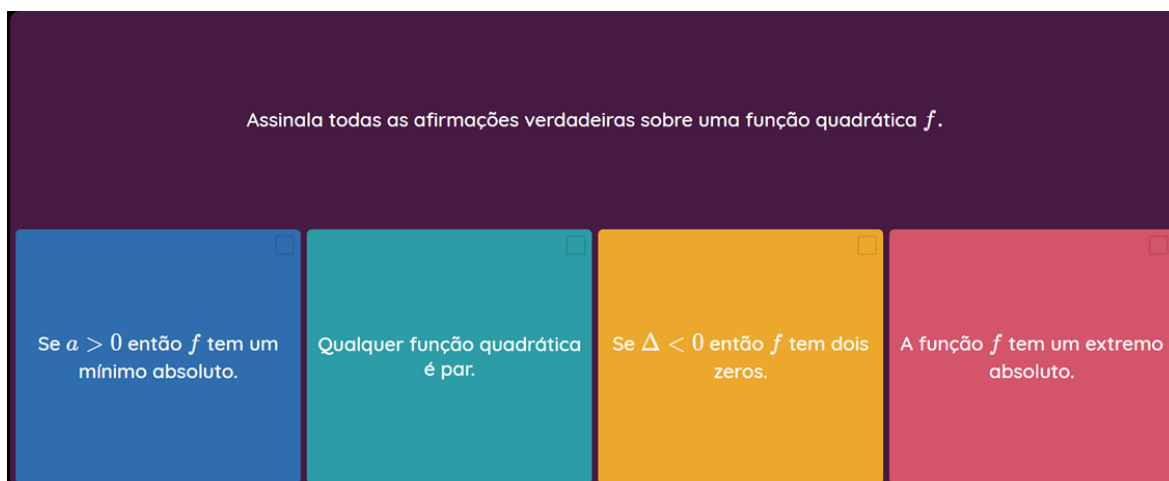 Assinala todas as afirmações verdadeiras sobre uma função quadrática f.
Se a > 0 então f tem um
mínimo absoluto.
Qualquer função quadrática
é par.
Se Δ < 0 então f tem dois
zeros.
A função f tem um extremo
absoluto.